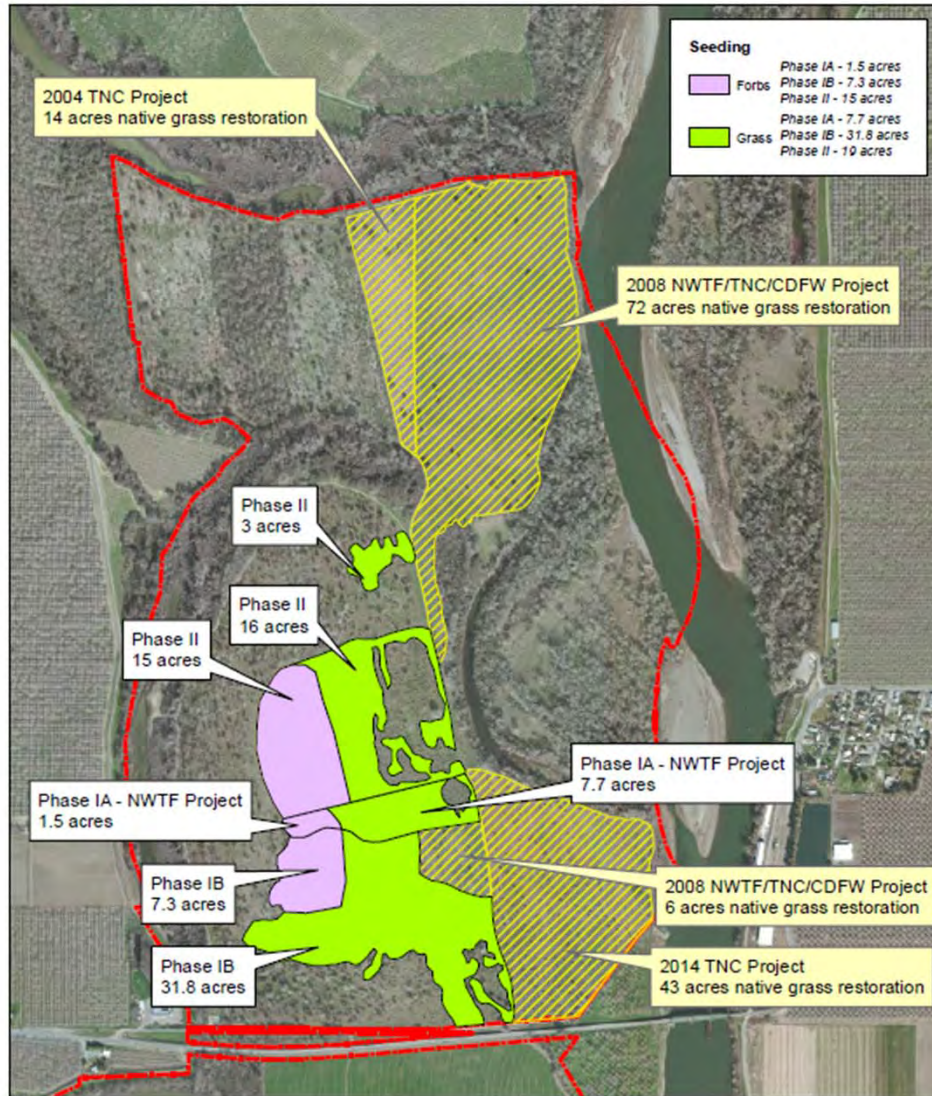 Seeding
Forbs
Phase IA - 1.5 acres
Phase IB - 7.3 acres
Phase II - 15 acres
Grass
Phase IA - 7.7 acres
Phase IB - 31.8 acres
Phase II - 19 acres
2004 TNC Project
14 acres native grass restoration
2008 NWTF/TNC/CDFW Project
72 acres native grass restoration
Phase II
3 acres
Phase II
16 acres
Phase II
15 acres
Phase IA - NWTF Project
7.7 acres
Phase IA - NWTF Project
1.5 acres
Phase IB
7.3 acres
2008 NWTF/TNC/CDFW Project
6 acres native grass restoration
Phase IB
31.8 acres
2014 TNC Project
43 acres native grass restoration